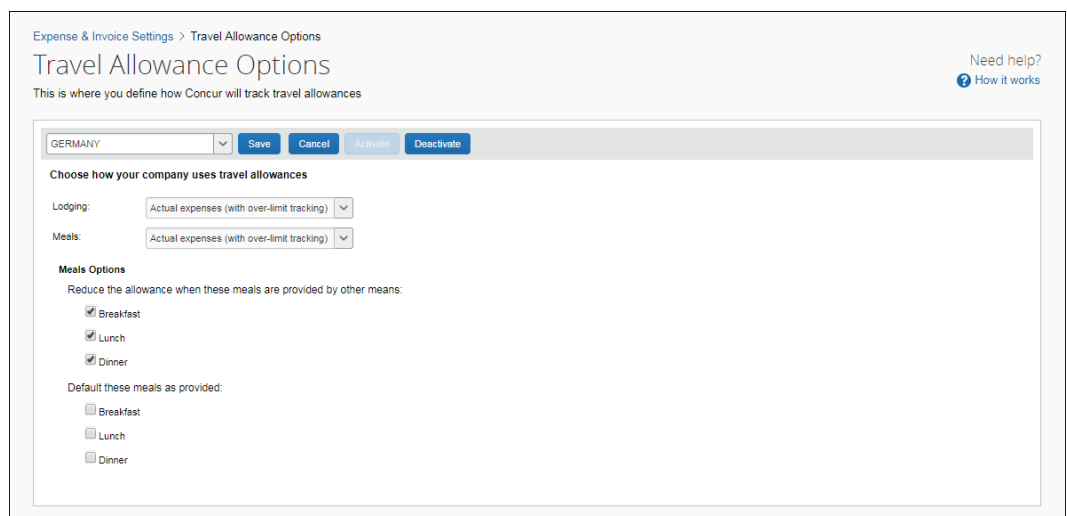 Expense & Invoice Settings > Travel Allowance Options
Travel Allowance Options
Need help?
? How it works
This is where you define how Concur will track travel allowances
GERMANY Save Cancel Activate Deactivate
Choose how your company uses travel allowances
Lodging: Actual expenses (with over-limit tracking)
Meals: Actual expenses (with over-limit tracking)
Meals Options
Reduce the allowance when these meals are provided by other means:
Breakfast
Lunch
Dinner
Default these meals as provided:
Breakfast
Lunch
Dinner